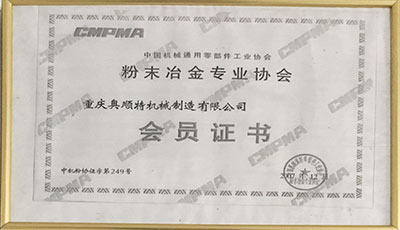 CMPMA
中国机械通用零部件工业协会
粉末冶金专业协会
重庆奥顺特机械制造有限公司
会员证书
中机粉协证字第249号